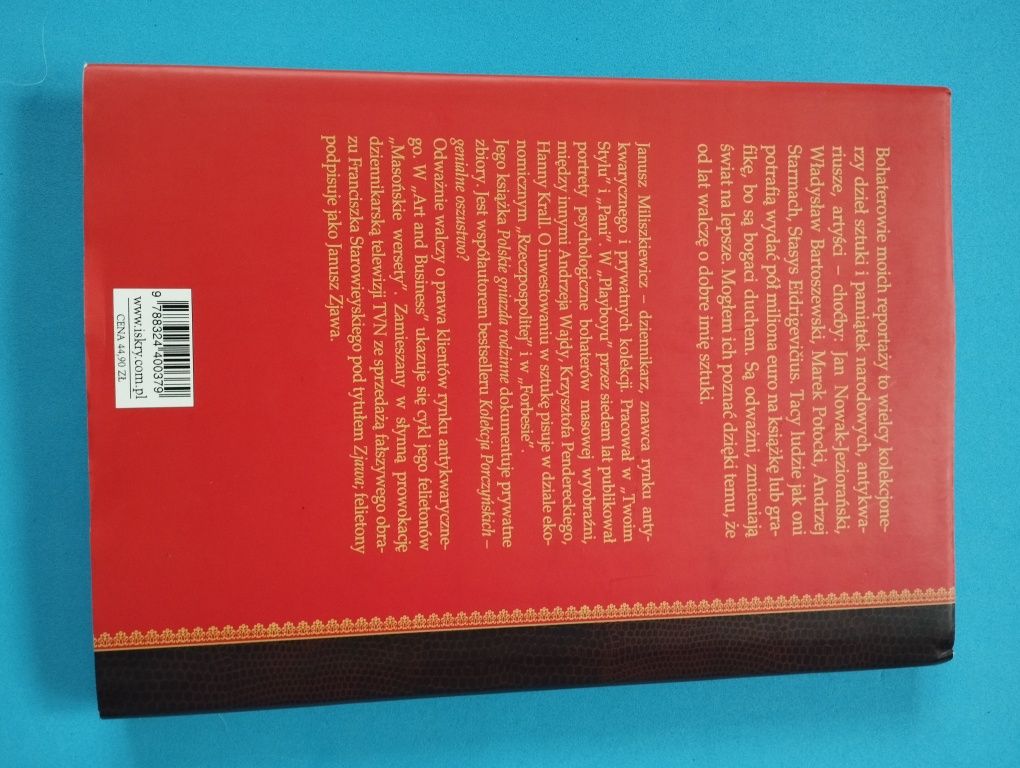 Bohaterowie moich reportaży to wielcy kolekcjone-
rzy dzieł sztuki i pamiątek narodowych, antykwa-
riusze, artyści – choćby: Jan Nowak-Jeziorański,
Władysław Bartoszewski, Marek Potocki, Andrzej
Starmach, Stasys Eidrigevičius. Tacy ludzie jak oni
potrafią wydać pół miliona euro na książkę lub gra-
fikę, bo są bogaci duchem. Są odważni, zmieniają
świat na lepsze. Mogłem ich poznać dzięki temu, że
od lat walczę o dobre imię sztuki.
Janusz Miliszkiewicz – dziennikarz, znawca rynku anty-
kwarycznego i prywatnych kolekcji. Pracował w „Twoim
Stylu” i „Pani”. W „Playboyu” przez siedem lat publikował
portrety psychologiczne bohaterów masowej wyobraźni,
między innymi Andrzeja Wajdy, Krzysztofa Pendereckiego,
Hanny Krall. O inwestowaniu w sztukę pisuje w dziale eko-
nomicznym „Rzeczpospolitej” i w „Forbesie”.
Jego książka Polskie gniazda rodzinne dokumentuje prywatne
zbiory. Jest współautorem bestselleru Kolekcja Porczyńskich –
genialne oszustwo?
Odważnie walczy o prawa klientów rynku antykwaryczne-
go. W „Art and Business” ukazuje się cykl jego felietonów
„Masońskie wersety”. Zamieszany w słynną prowokację
dziennikarską telewizji TVN ze sprzedażą fałszywego obra-
zu Franciszka Starowieyskiego pod tytułem Zjawa, felietony
podpisuje jako Janusz Zjawa.
9 788324 400379
www.iskry.com.pl
CENA 44,90 ZŁ